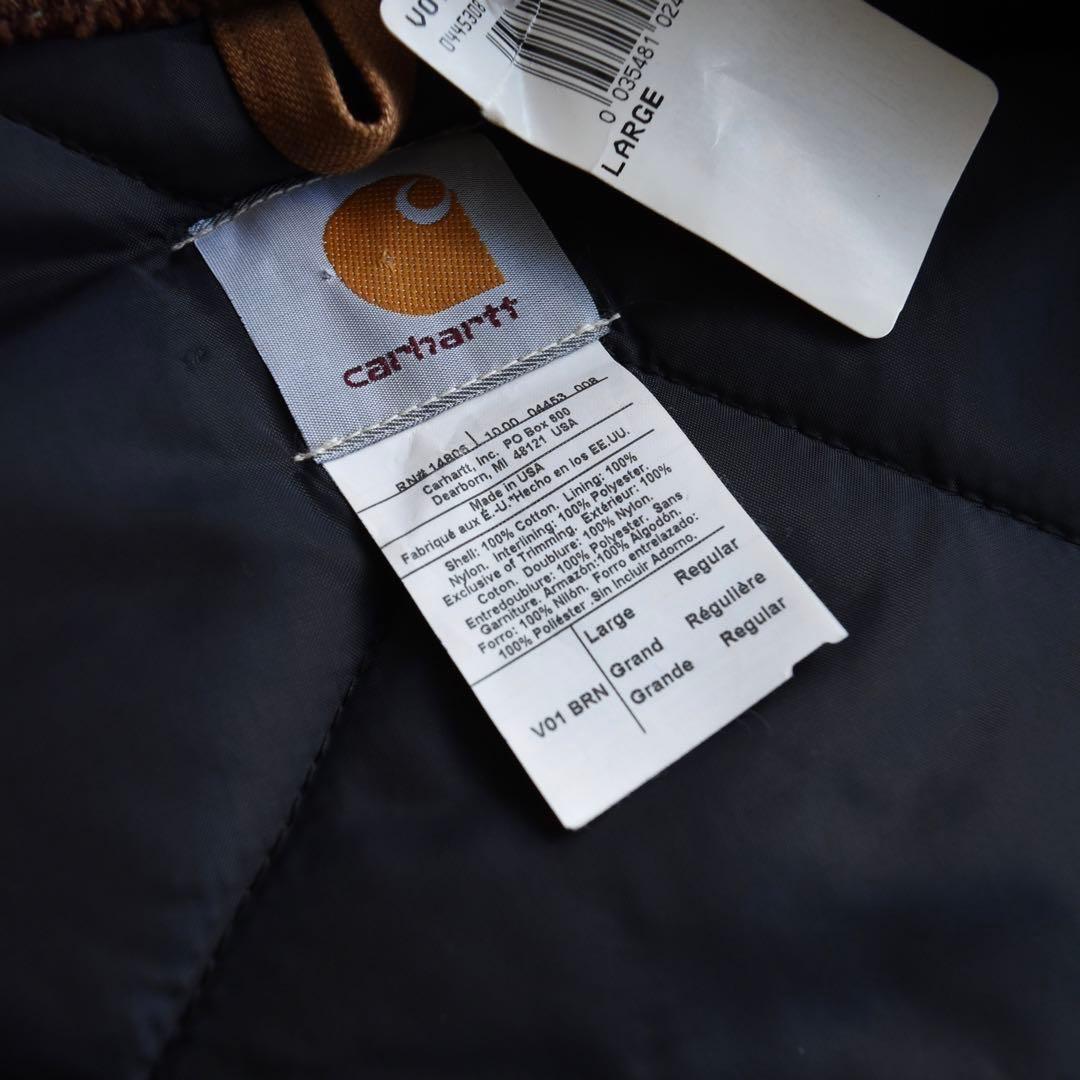 V01
0445308
0 035481 024
LARGE
carhartt
RN# 14806 10.00 04453 008
Carhartt, Inc. PO Box 600
Dearborn, MI 48121 USA
Made in USA
Fabriqué aux É.-U.*Hecho en los EE.UU.
Shell: 100% Cotton. Lining: 100%
Nylon. Interlining: 100% Polyester,
Exclusive of Trimming. Extérieur: 100%
Coton. Doublure: 100% Nylon.
Entredoublure: 100% Polyester. Sans
Garniture. Armazón:100% Algodón.
Forro: 100% Nilón. Forro entrelazado:
100% Poliéster .Sin Incluir Adorno.
V01 BRN
Large Regular
Grand Régulière
Grande Regular